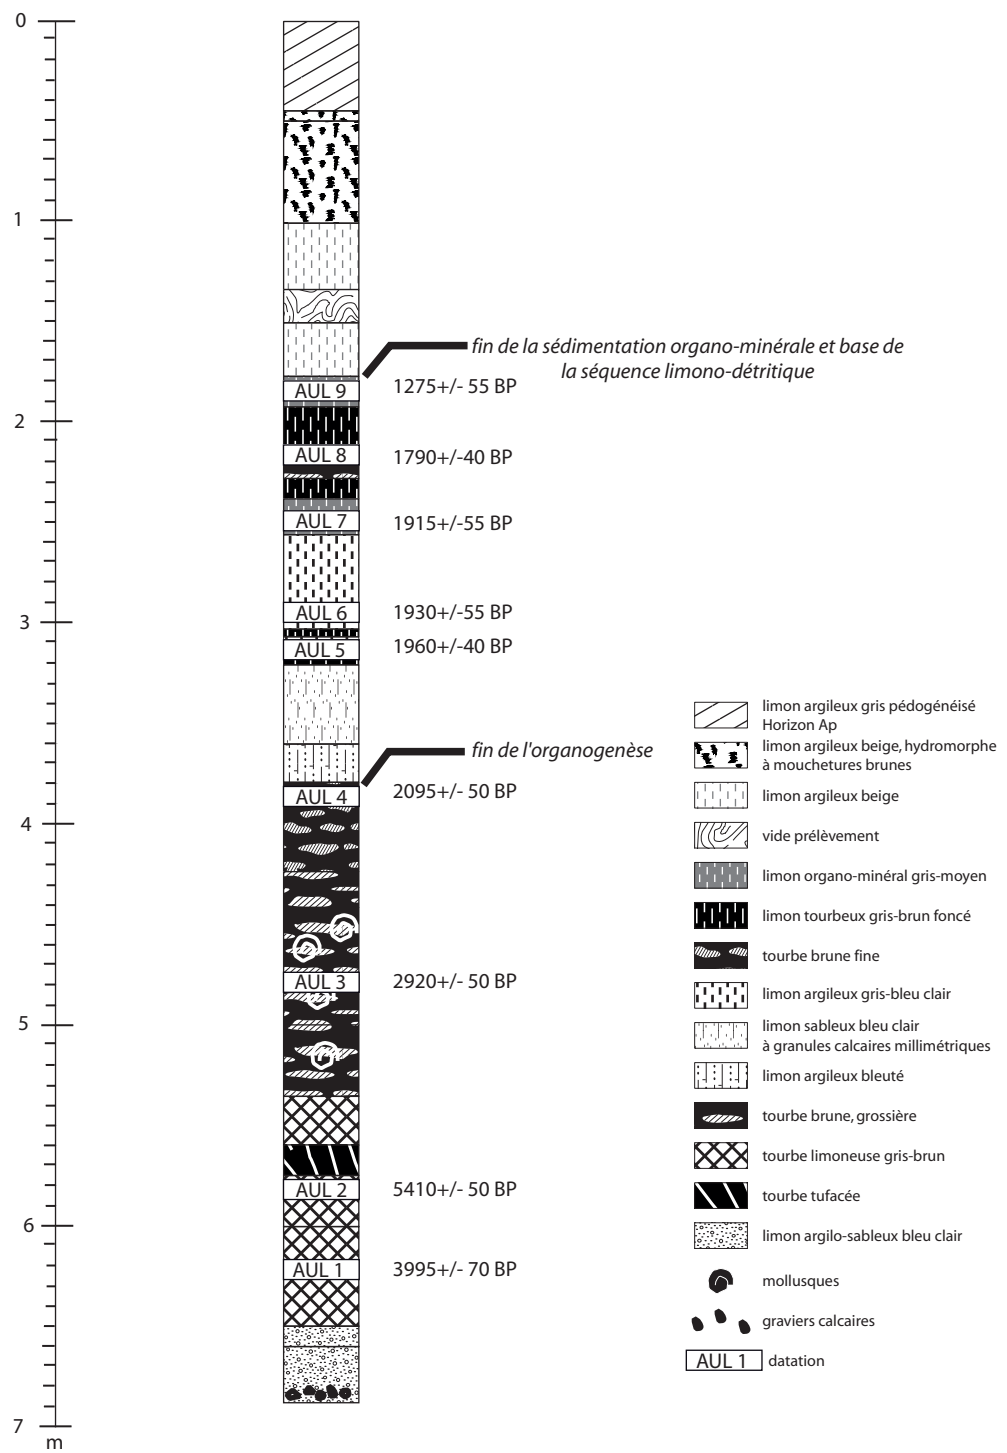 0
1
2
3
4
5
6
7
m
fin de la sédimentation organo-minérale et base de
la séquence limono-détritique
AUL 9
1275+/- 55 BP
AUL 8
1790+/-40 BP
AUL 7
1915+/-55 BP
AUL 6
1930+/-55 BP
AUL 5
1960+/-40 BP
fin de l'organogenèse
AUL 4
2095+/- 50 BP
AUL 3
2920+/- 50 BP
AUL 2
5410+/- 50 BP
AUL 1
3995+/- 70 BP
limon argileux gris pédogénéisé
Horizon Ap
limon argileux beige, hydromorphe
à mouchetures brunes
limon argileux beige
vide prélèvement
limon organo-minéral gris-moyen
limon tourbeux gris-brun foncé
tourbe brune fine
limon argileux gris-bleu clair
limon sableux bleu clair
à granules calcaires millimétriques
limon argileux bleuté
tourbe brune, grossière
tourbe limoneuse gris-brun
tourbe tufacée
limon argilo-sableux bleu clair
mollusques
graviers calcaires
AUL 1
datation